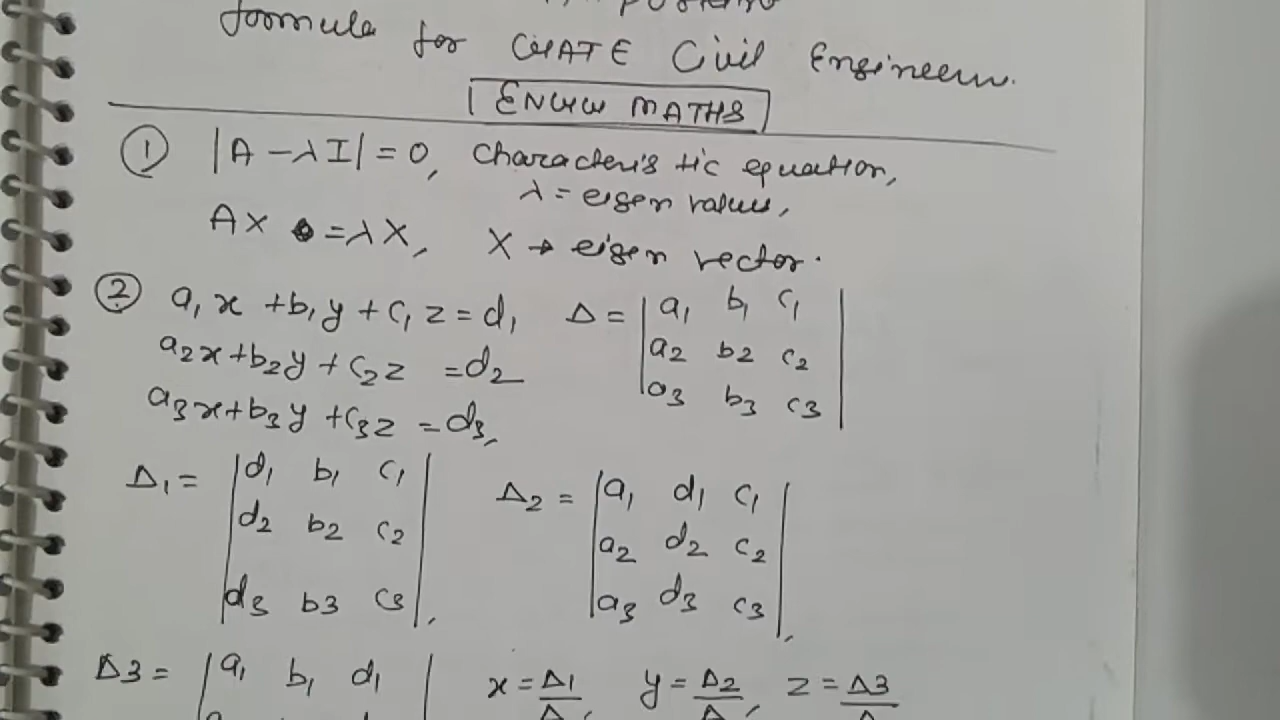 formula for GATE Civil Engineern.
ENGG MATHS
① |A - λI| = 0, characteristic equation,
λ = eigen values,
AX = λX, X → eigen vector.
② a₁x + b₁y + c₁z = d₁ Δ = | a₁ b₁ c₁ |
a₂x + b₂y + c₂z = d₂ | a₂ b₂ c₂ |
a₃x + b₃y + c₃z = d₃, | a₃ b₃ c₃ |
Δ₁ = | d₁ b₁ c₁ | Δ₂ = | a₁ d₁ c₁ |
| d₂ b₂ c₂ | | a₂ d₂ c₂ |
| d₃ b₃ c₃ |, | a₃ d₃ c₃ |,
Δ3 = | a₁ b₁ d₁ | x = Δ1/Δ, y = Δ2/Δ, z = Δ3/Δ